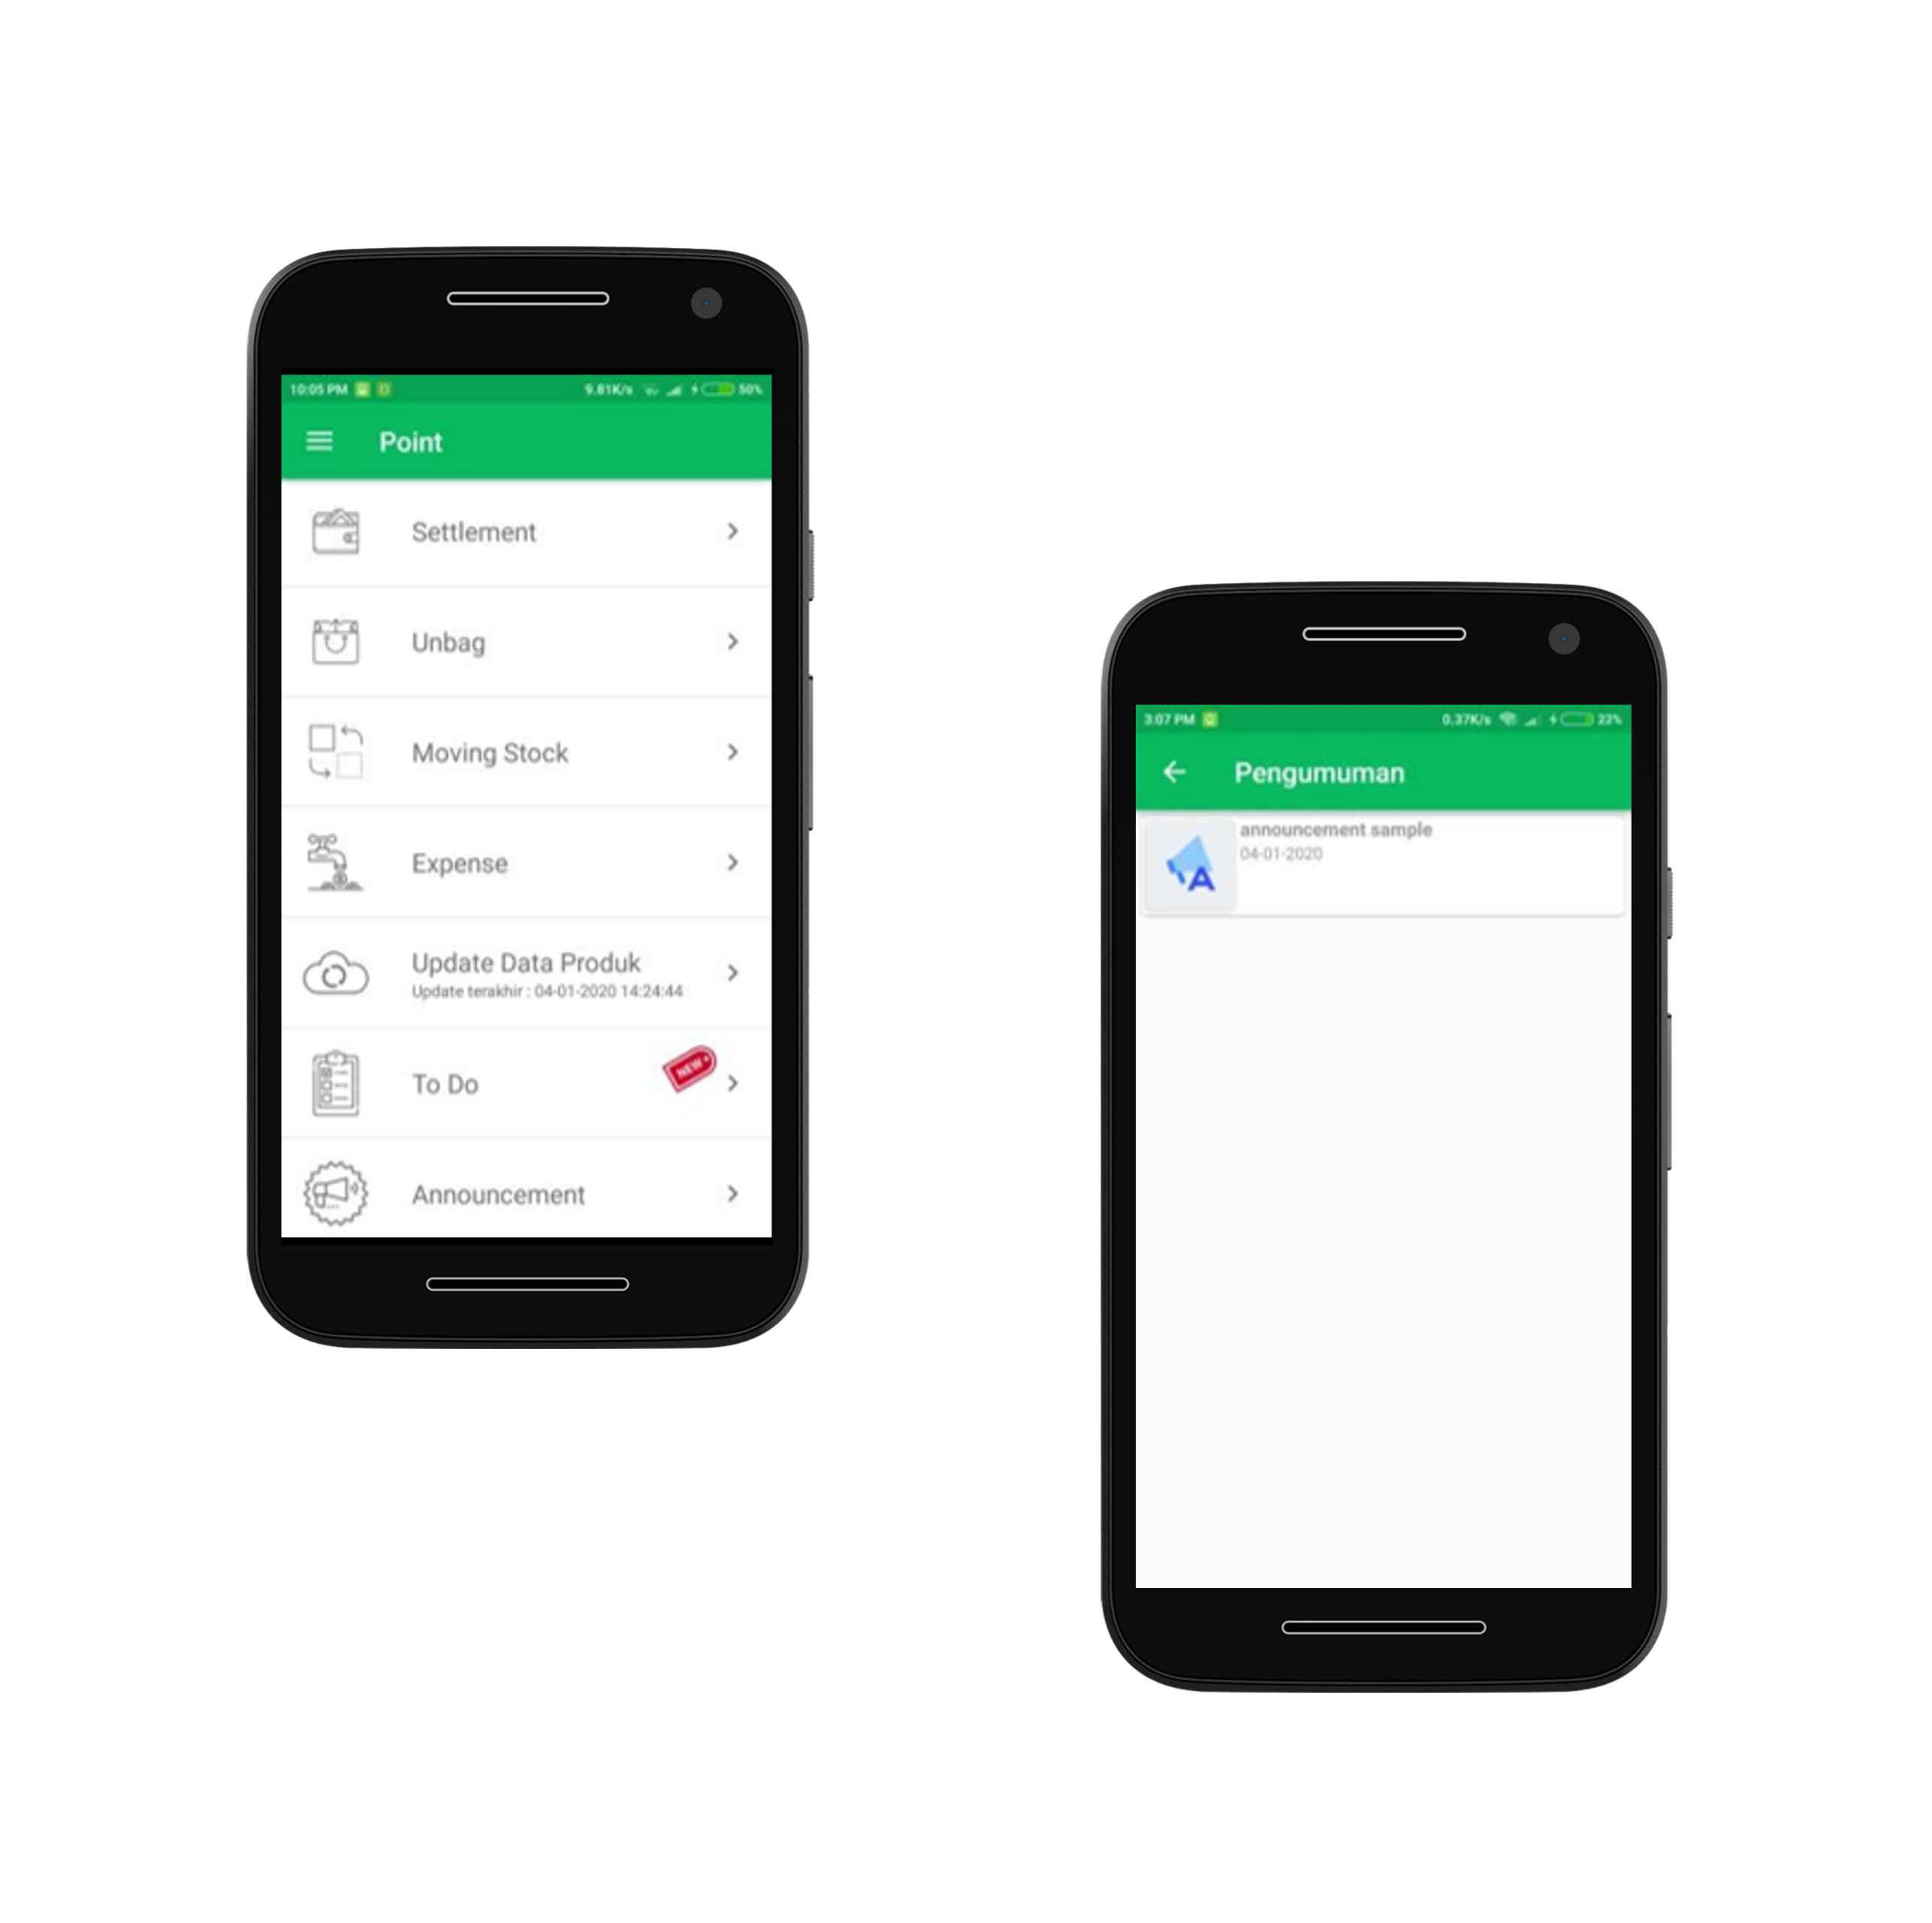 10:05 PM 9.81K/s 50%
Point
Settlement
Unbag
Moving Stock
Expense
Update Data Produk
Update terakhir : 04-01-2020 14:24:44
NEW
To Do
Announcement
3:07 PM 0.37K/s 22%
Pengumuman
announcement sample
04-01-2020
A